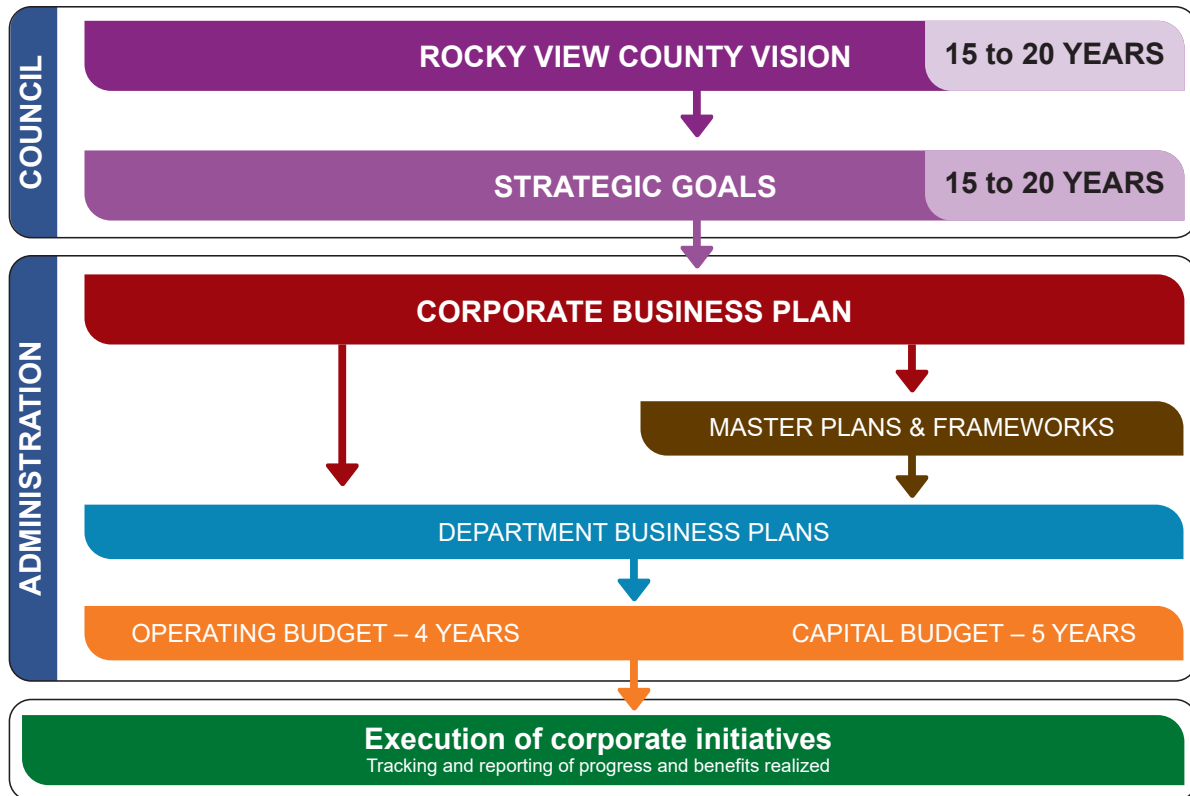 COUNCIL
ROCKY VIEW COUNTY VISION
15 to 20 YEARS
STRATEGIC GOALS
15 to 20 YEARS
ADMINISTRATION
CORPORATE BUSINESS PLAN
MASTER PLANS & FRAMEWORKS
DEPARTMENT BUSINESS PLANS
OPERATING BUDGET – 4 YEARS
CAPITAL BUDGET – 5 YEARS
Execution of corporate initiatives
Tracking and reporting of progress and benefits realized